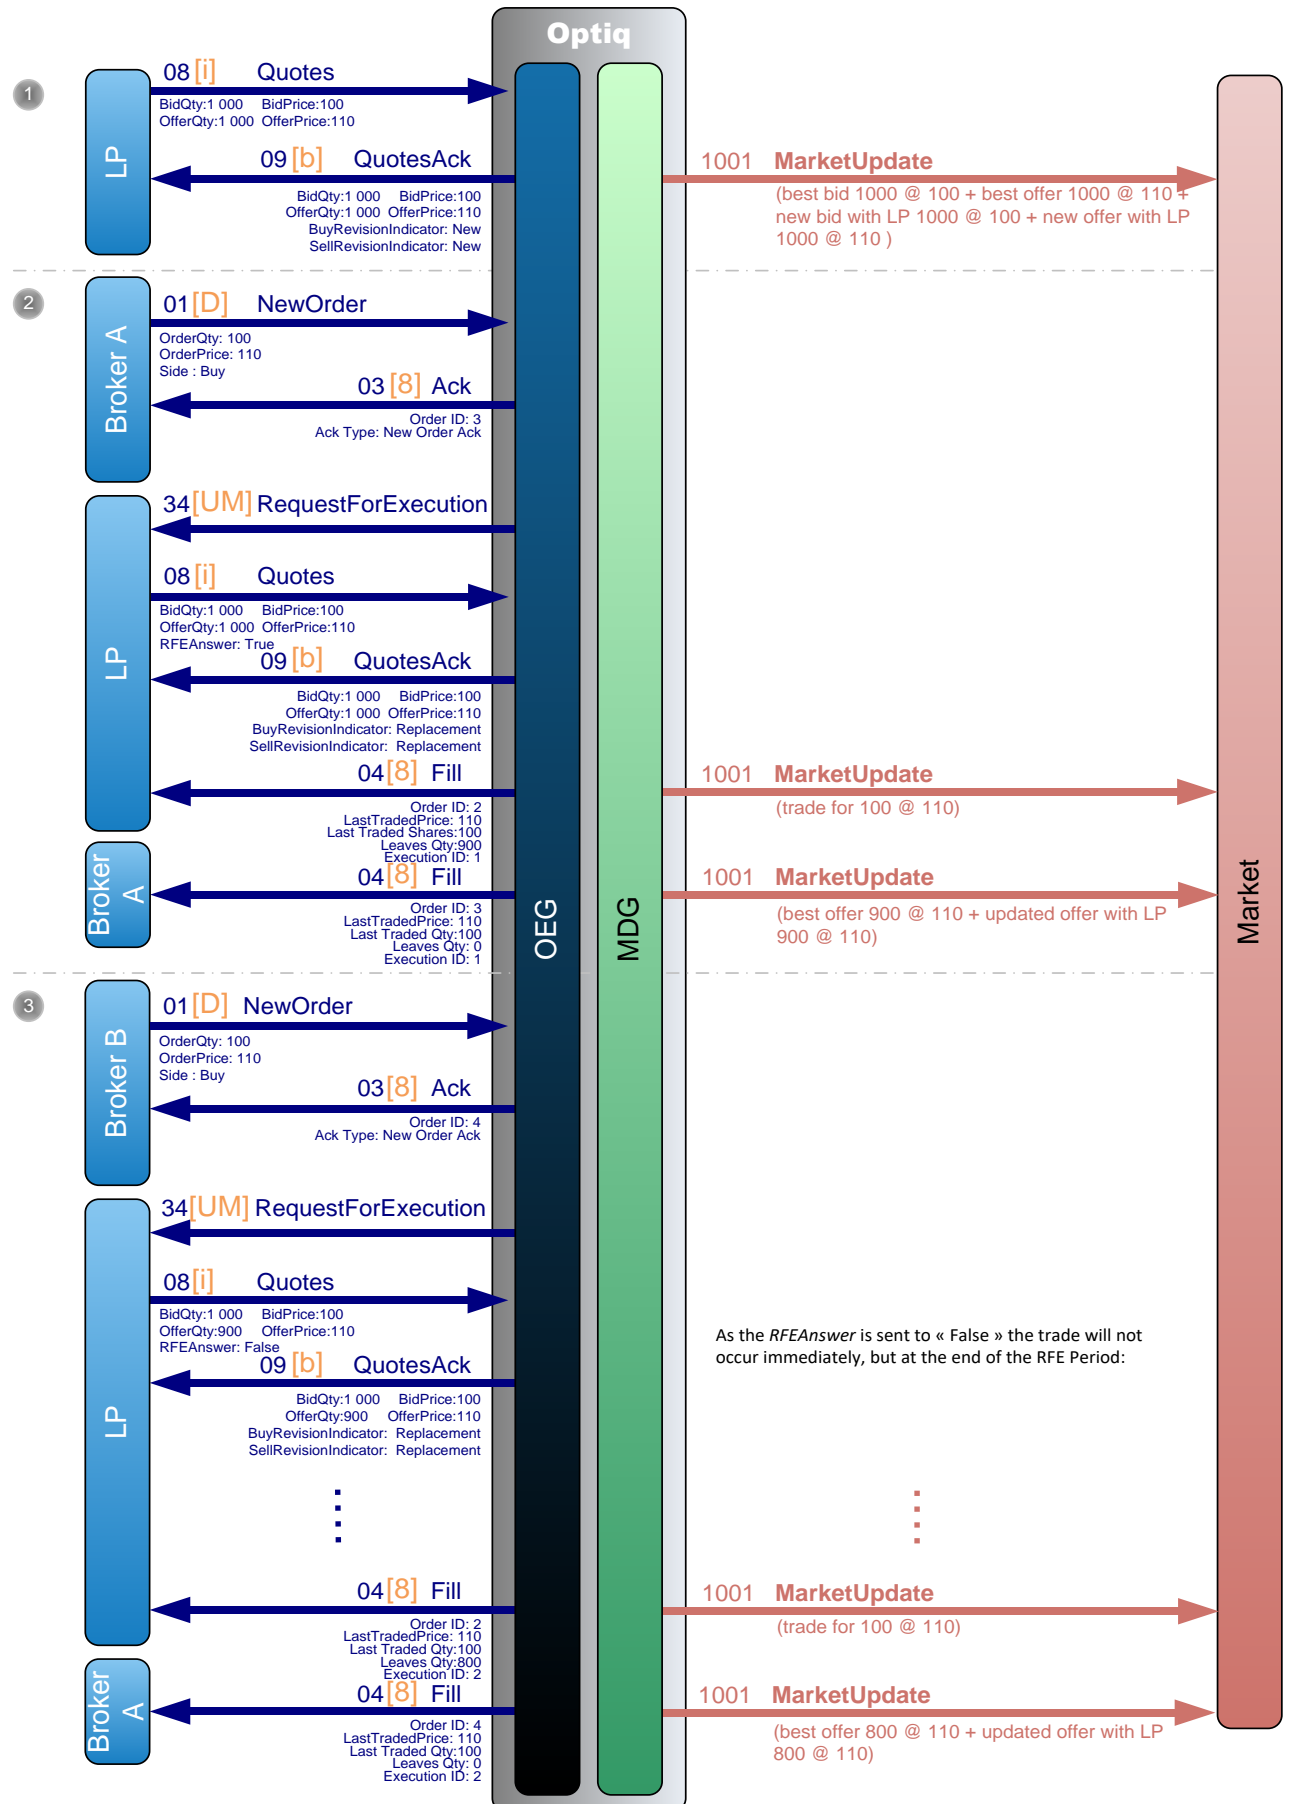 Optiq
1
LP
08 [i] Quotes
BidQty:1 000 BidPrice:100
OfferQty:1 000 OfferPrice:110
09 [b] QuotesAck
BidQty:1 000 BidPrice:100
OfferQty:1 000 OfferPrice:110
BuyRevisionIndicator: New
SellRevisionIndicator: New
1001 MarketUpdate
(best bid 1000 @ 100 + best offer 1000 @ 110 +
new bid with LP 1000 @ 100 + new offer with LP
1000 @ 110 )
2
Broker A
01 [D] NewOrder
OrderQty: 100
OrderPrice: 110
Side : Buy
03 [8] Ack
Order ID: 3
Ack Type: New Order Ack
LP
34 [UM] RequestForExecution
08 [i] Quotes
BidQty:1 000 BidPrice:100
OfferQty:1 000 OfferPrice:110
RFEAnswer: True
09 [b] QuotesAck
BidQty:1 000 BidPrice:100
OfferQty:1 000 OfferPrice:110
BuyRevisionIndicator: Replacement
SellRevisionIndicator: Replacement
04 [8] Fill
Order ID: 2
LastTradedPrice: 110
Last Traded Shares:100
Leaves Qty:900
Execution ID: 1
1001 MarketUpdate
(trade for 100 @ 110)
Broker
A
04 [8] Fill
Order ID: 3
LastTradedPrice: 110
Last Traded Qty:100
Leaves Qty: 0
Execution ID: 1
1001 MarketUpdate
(best offer 900 @ 110 + updated offer with LP
900 @ 110)
OEG
MDG
Market
3
Broker B
01 [D] NewOrder
OrderQty: 100
OrderPrice: 110
Side : Buy
03 [8] Ack
Order ID: 4
Ack Type: New Order Ack
LP
34 [UM] RequestForExecution
08 [i] Quotes
BidQty:1 000 BidPrice:100
OfferQty:900 OfferPrice:110
RFEAnswer: False
As the RFEAnswer is sent to « False » the trade will not
occur immediately, but at the end of the RFE Period:
09 [b] QuotesAck
BidQty:1 000 BidPrice:100
OfferQty:900 OfferPrice:110
BuyRevisionIndicator: Replacement
SellRevisionIndicator: Replacement
04 [8] Fill
Order ID: 2
LastTradedPrice: 110
Last Traded Qty:100
Leaves Qty:800
Execution ID: 2
1001 MarketUpdate
(trade for 100 @ 110)
Broker
A
04 [8] Fill
Order ID: 4
LastTradedPrice: 110
Last Traded Qty:100
Leaves Qty: 0
Execution ID: 2
1001 MarketUpdate
(best offer 800 @ 110 + updated offer with LP
800 @ 110)